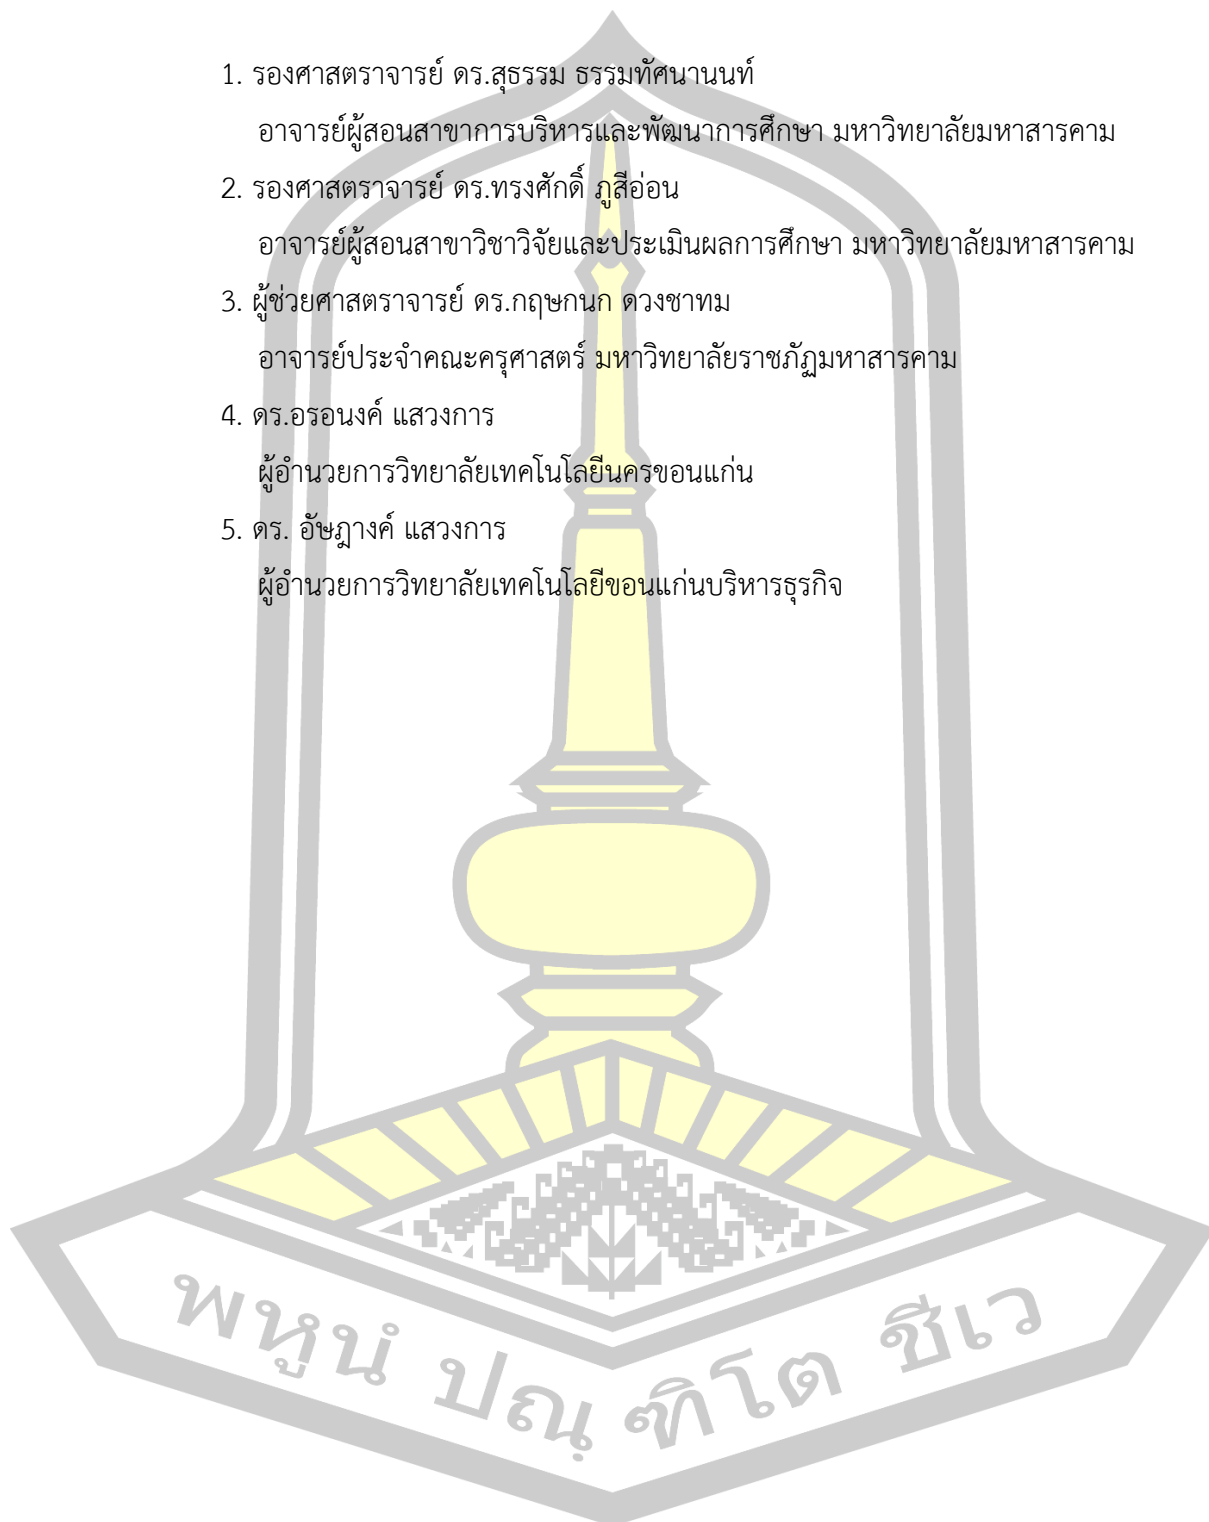 1. รองศาสตราจารย์ ดร.สุธรรม ธรรมทัศนานนท์
อาจารย์ผู้สอนสาขาการบริหารและพัฒนาการศึกษา มหาวิทยาลัยมหาสารคาม
2. รองศาสตราจารย์ ดร.ทรงศักดิ์ ภูสีอ่อน
อาจารย์ผู้สอนสาขาวิชาวิจัยและประเมินผลการศึกษา มหาวิทยาลัยมหาสารคาม
3. ผู้ช่วยศาสตราจารย์ ดร.กฤษกนก ดวงชาทม
อาจารย์ประจำคณะครุศาสตร์ มหาวิทยาลัยราชภัฏมหาสารคาม
4. ดร.อรอนงค์ แสวงการ
ผู้อำนวยการวิทยาลัยเทคโนโลยีนครขอนแก่น
5. ดร. อัษฎางค์ แสวงการ
ผู้อำนวยการวิทยาลัยเทคโนโลยีขอนแก่นบริหารธุรกิจ
พหูนํ ปณฺ ฑิโต ชีเว